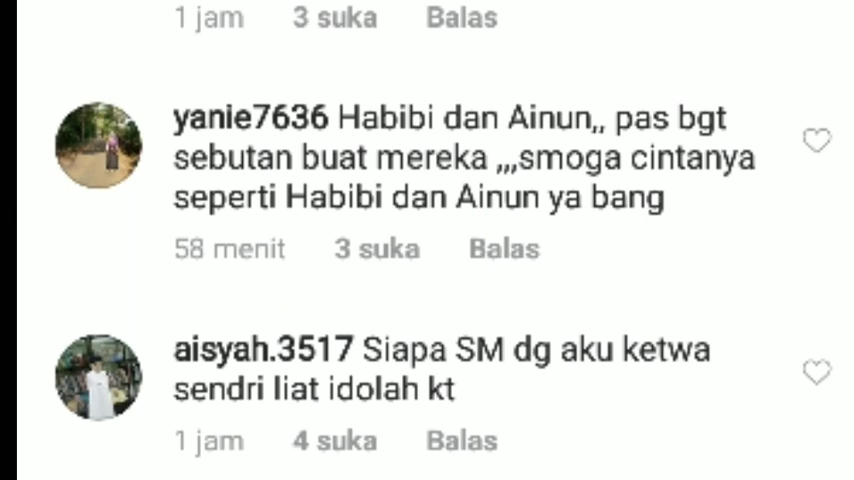 1 jam 3 suka Balas
yanie7636 Habibi dan Ainun,, pas bgt
sebutan buat mereka ,,,smoga cintanya
seperti Habibi dan Ainun ya bang
58 menit 3 suka Balas
aisyah.3517 Siapa SM dg aku ketwa
sendri liat idolah kt
1 jam 4 suka Balas